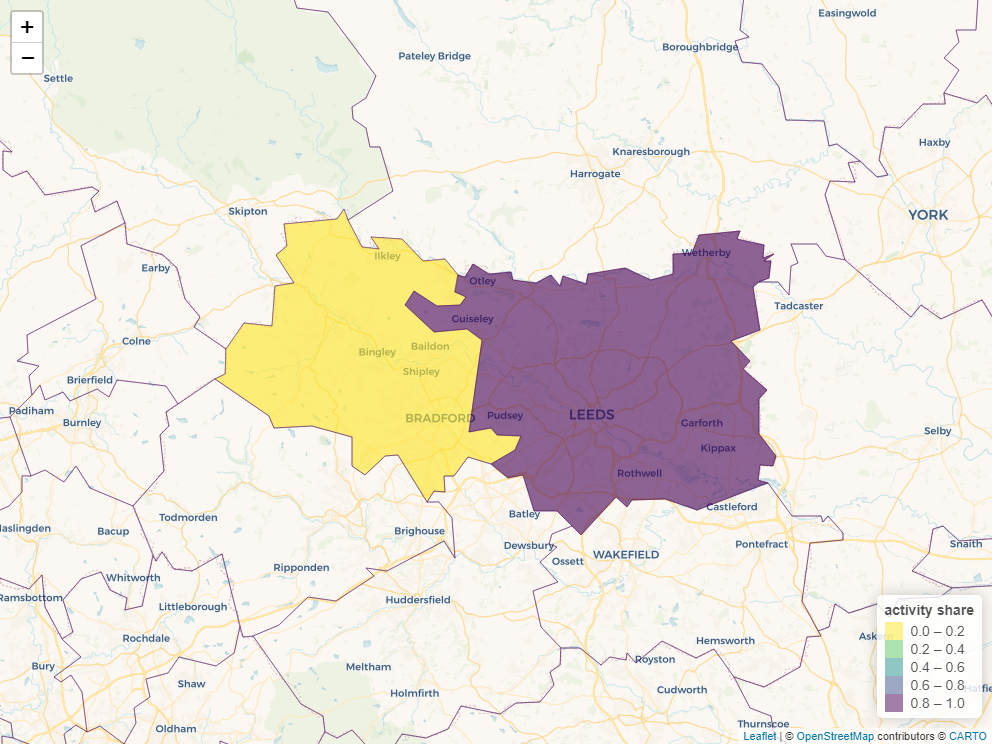 +
−
Easingwold
Boroughbridge
Pateley Bridge
Settle
Haxby
Knaresborough
Harrogate
Skipton
YORK
Wetherby
Ilkley
Earby
Otley
Tadcaster
Guiseley
Colne
Baildon
Bingley
Shipley
Brierfield
Padiham
Burnley
BRADFORD
Pudsey
LEEDS
Garforth
Selby
Kippax
Rothwell
Castleford
Todmorden
Batley
aslingden
Bacup
Brighouse
Dewsbury
Pontefract
Snaith
WAKEFIELD
Ossett
Ripponden
Whitworth
Ramsbottom
Huddersfield
Littleborough
activity share
0.0 – 0.2
0.2 – 0.4
0.4 – 0.6
0.6 – 0.8
0.8 – 1.0
Rochdale
Hemsworth
Royston
Bury
Meltham
Shaw
Holmfirth
Cudworth
Oldham
Thurnscoe
Leaflet | © OpenStreetMap contributors © CARTO